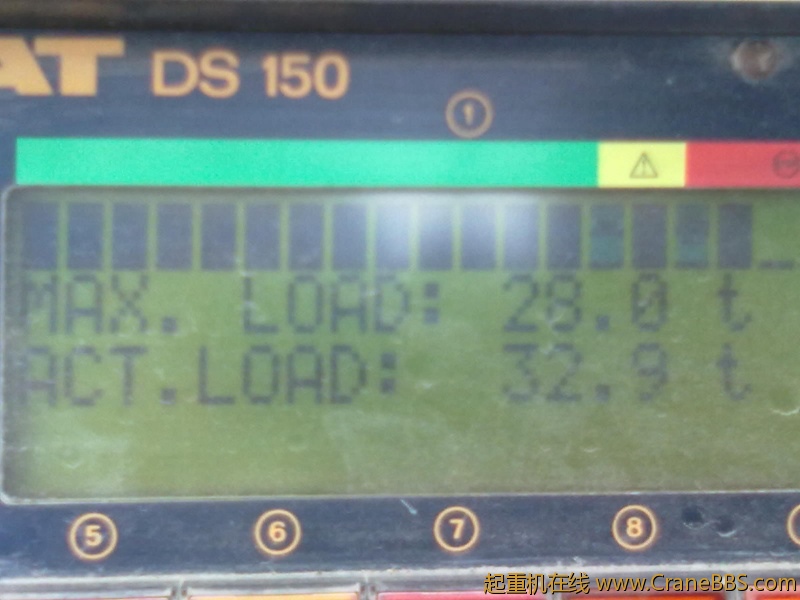 AT DS 150
1
MAX. LOAD: 28.0 t
ACT.LOAD: 32.9 t
5 6 7 8
起重机在线 www.CraneBBS.com